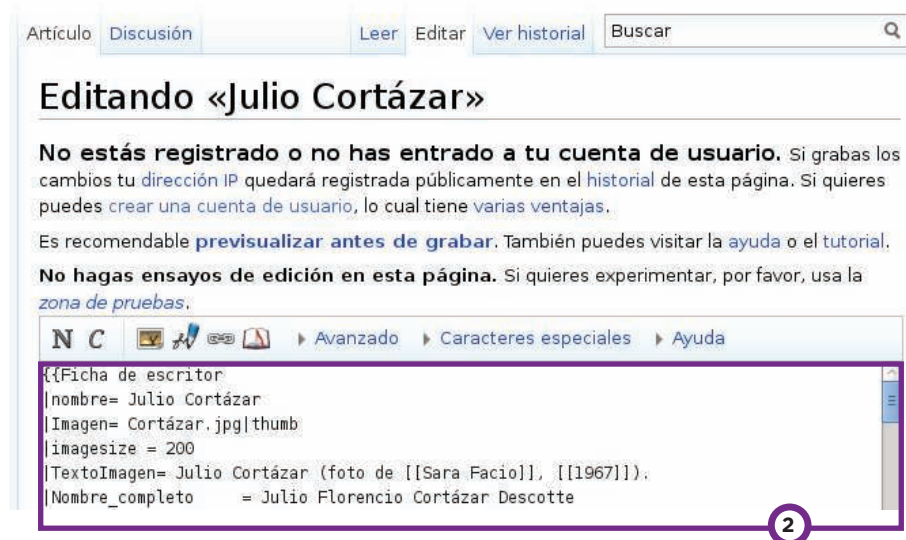 Artículo Discusión Leer Editar Ver historial Buscar
Editando «Julio Cortázar»
No estás registrado o no has entrado a tu cuenta de usuario. Si grabas los
cambios tu dirección IP quedará registrada públicamente en el historial de esta página. Si quieres
puedes crear una cuenta de usuario, lo cual tiene varias ventajas.
Es recomendable previsualizar antes de grabar. También puedes visitar la ayuda o el tutorial.
No hagas ensayos de edición en esta página. Si quieres experimentar, por favor, usa la
zona de pruebas.
N C Avanzado Caracteres especiales Ayuda
{{Ficha de escritor
|nombre= Julio Cortázar
|Imagen= Cortázar.jpg|thumb
|imagesize = 200
|TextoImagen= Julio Cortázar (foto de [[Sara Facio]], [[1967]]).
|Nombre_completo = Julio Florencio Cortázar Descotte
2